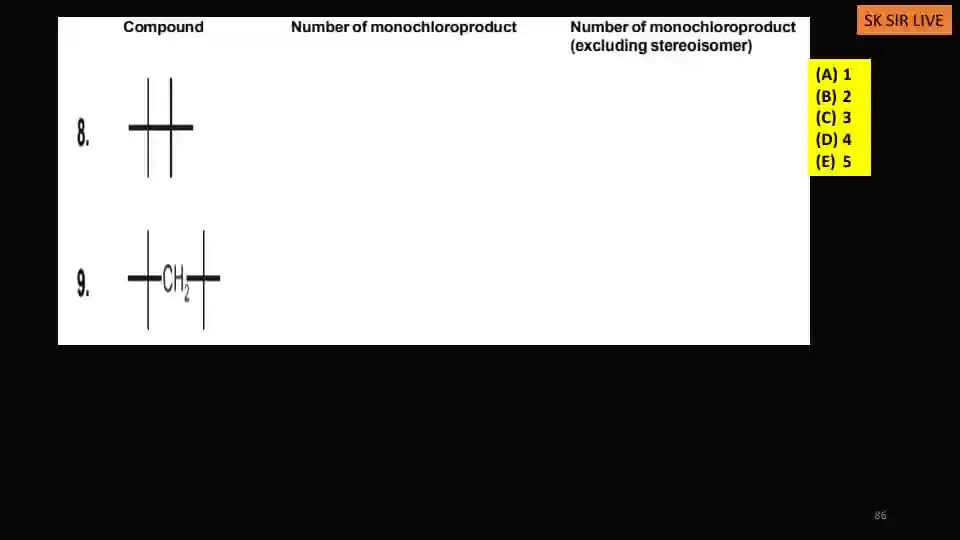 SK SIR LIVE
Compound Number of monochloroproduct Number of monochloroproduct
(excluding stereoisomer)
(A) 1
(B) 2
(C) 3
(D) 4
(E) 5
8.
9. CH2
86